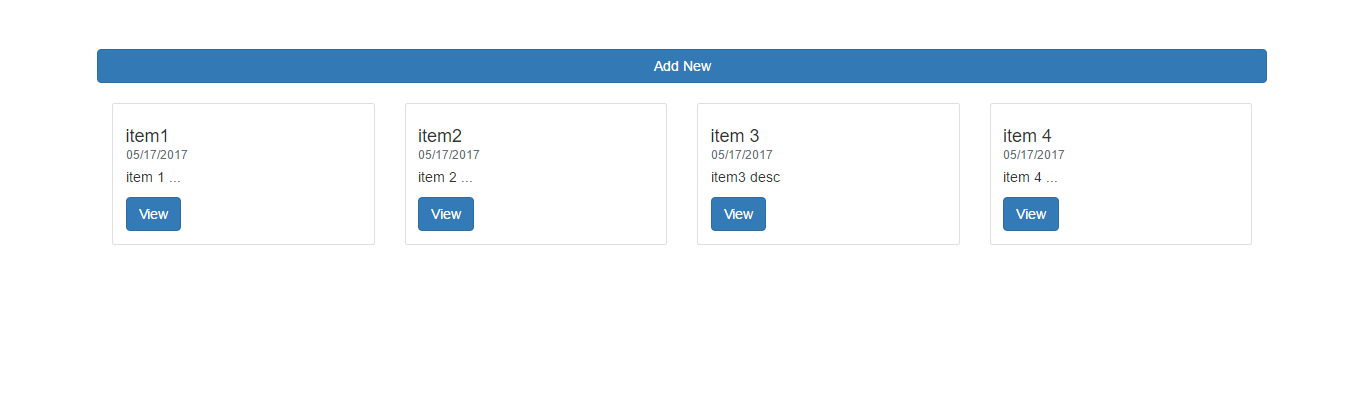 Add New
item1
05/17/2017
item 1 ...
View
item2
05/17/2017
item 2 ...
View
item 3
05/17/2017
item3 desc
View
item 4
05/17/2017
item 4 ...
View